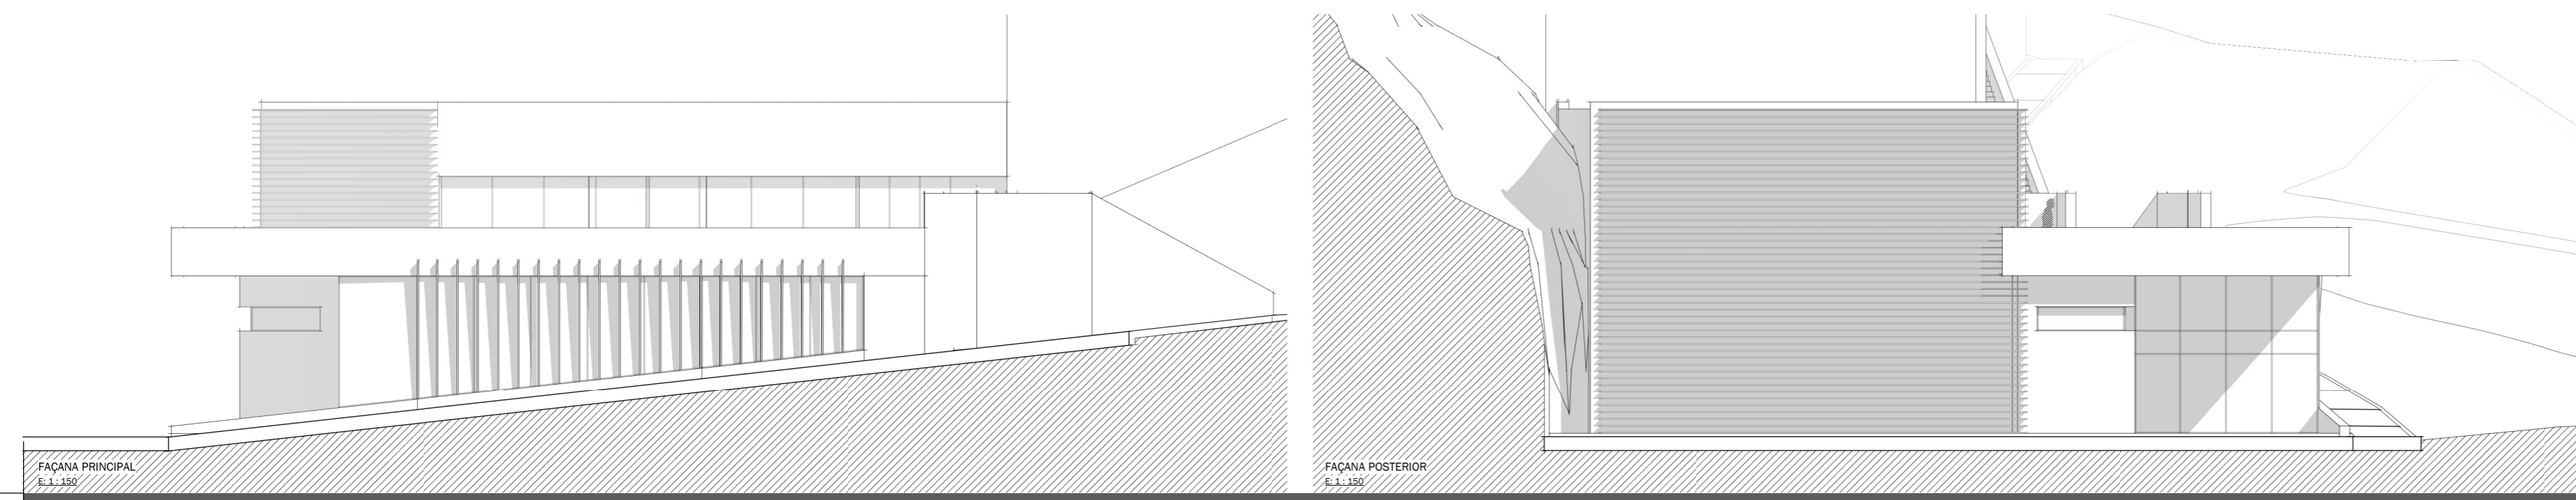 FAÇANA PRINCIPAL
E: 1 : 150
FAÇANA POSTERIOR
E: 1 : 150